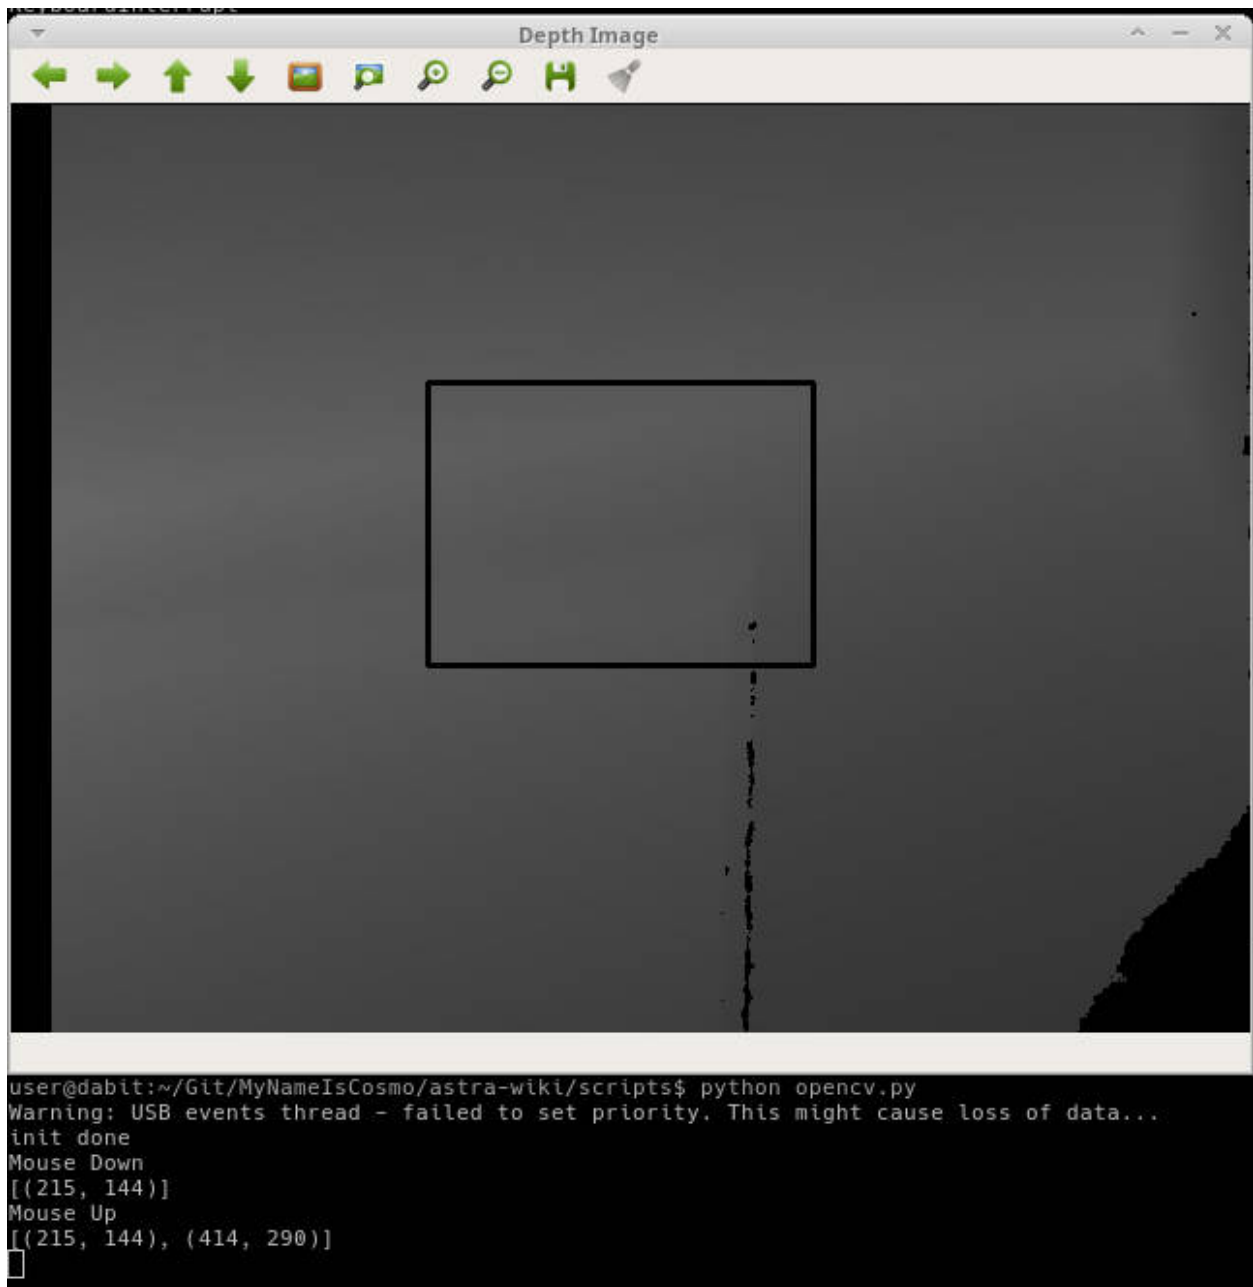 KeyboardInterrupt
Depth Image
user@dabit:~/Git/MyNameIsCosmo/astra-wiki/scripts$ python opencv.py
Warning: USB events thread - failed to set priority. This might cause loss of data...
init done
Mouse Down
[(215, 144)]
Mouse Up
[(215, 144), (414, 290)]